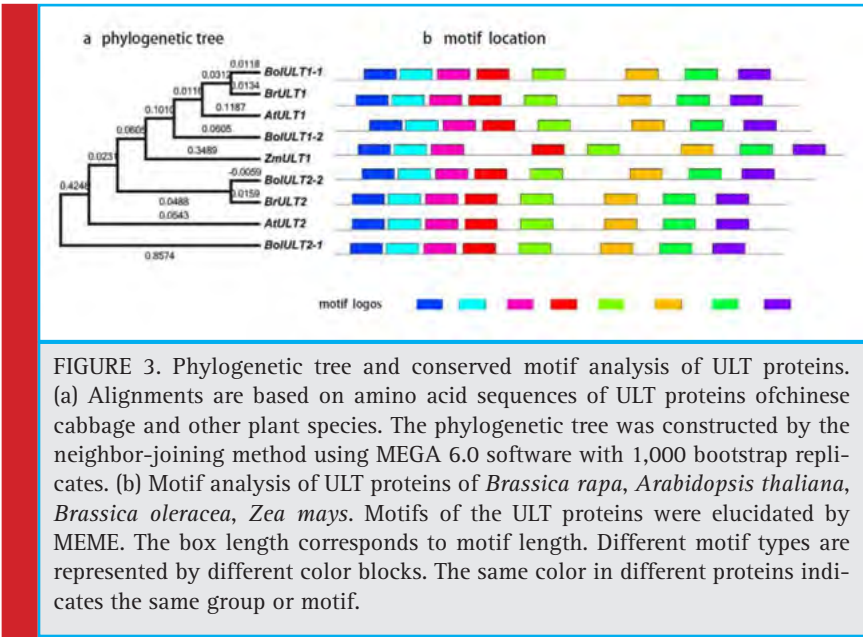 a phylogenetic tree
b motif location
0.0118
BolULT1-1
0.0312
0.0134
BrULT1
0.0116
0.1187
AtULT1
0.1010
0.0605
BolULT1-2
0.0605
0.3489
ZmULT1
0.0231
-0.0059
BolULT2-2
0.4248
0.0159
BrULT2
0.0488
0.0543
AtULT2
BolULT2-1
0.8574
motif logos
FIGURE 3. Phylogenetic tree and conserved motif analysis of ULT proteins.
(a) Alignments are based on amino acid sequences of ULT proteins ofchinese
cabbage and other plant species. The phylogenetic tree was constructed by the
neighbor-joining method using MEGA 6.0 software with 1,000 bootstrap repli-
cates. (b) Motif analysis of ULT proteins of Brassica rapa, Arabidopsis thaliana,
Brassica oleracea, Zea mays. Motifs of the ULT proteins were elucidated by
MEME. The box length corresponds to motif length. Different motif types are
represented by different color blocks. The same color in different proteins indi-
cates the same group or motif.